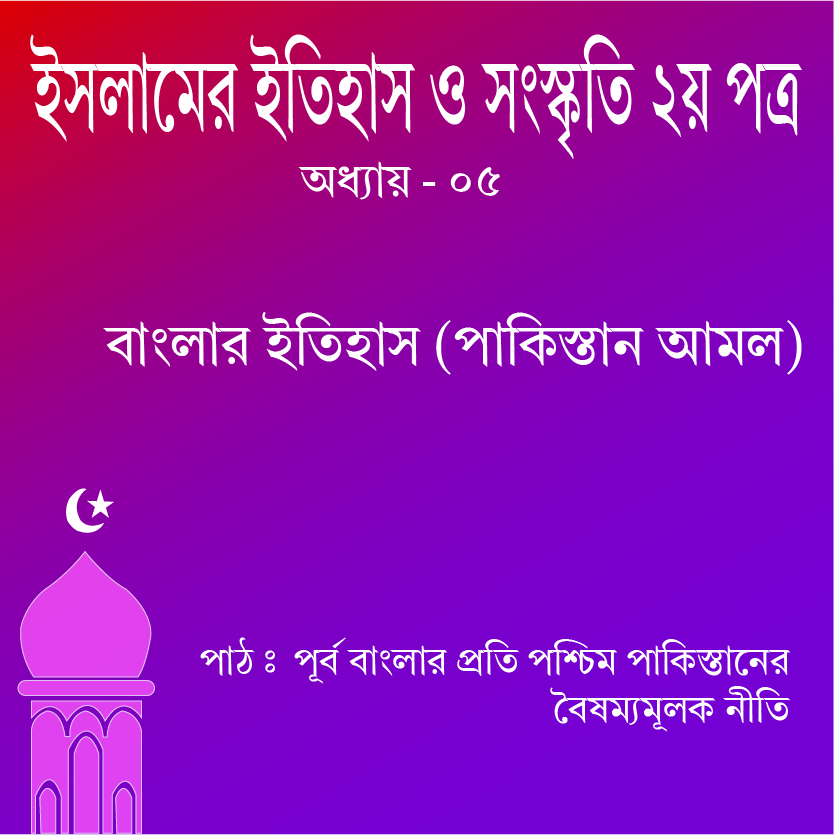 ইসলামের ইতিহাস ও সংস্কৃতি ২য় পত্র
অধ্যায় - ০৫
বাংলার ইতিহাস (পাকিস্তান আমল)
পাঠ ঃ পূর্ব বাংলার প্রতি পশ্চিম পাকিস্তানের
বৈষম্যমূলক নীতি